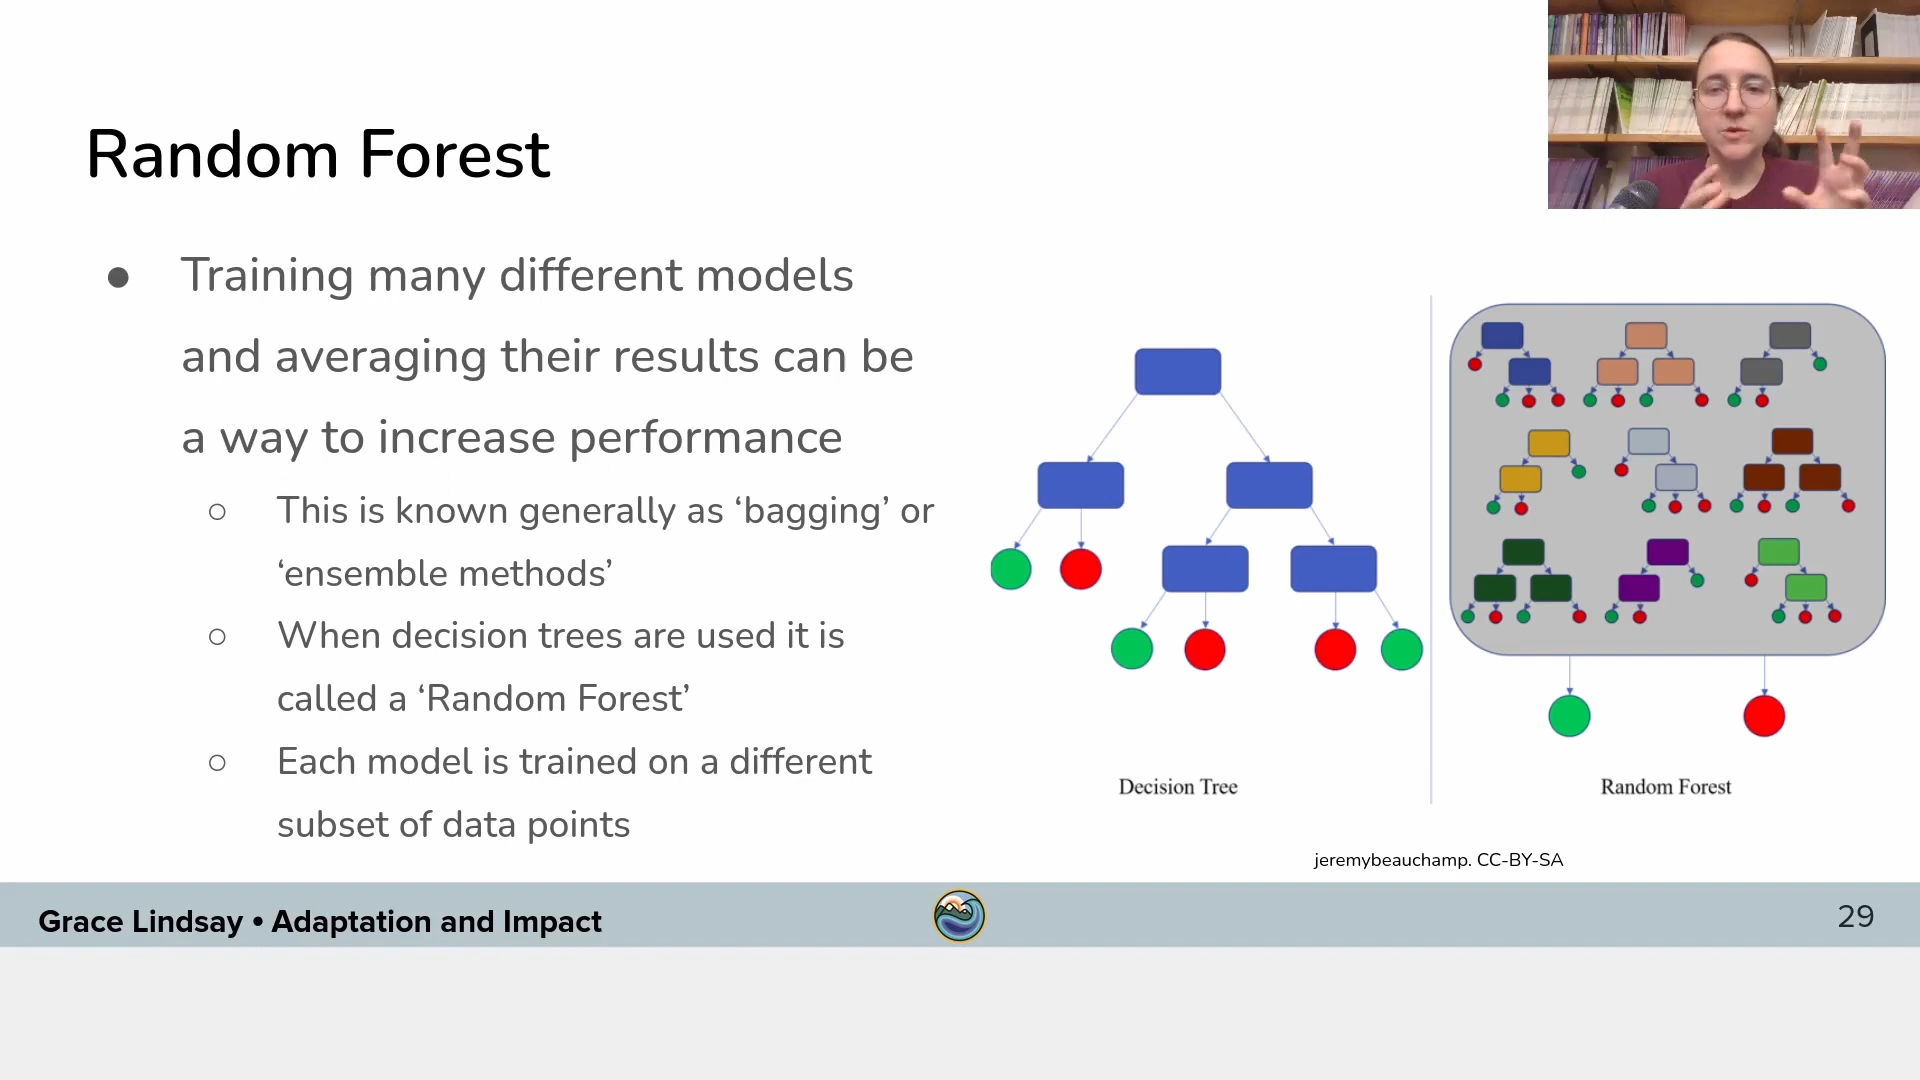 Random Forest
● Training many different models
and averaging their results can be
a way to increase performance
○ This is known generally as ‘bagging’ or
‘ensemble methods’
○ When decision trees are used it is
called a ‘Random Forest’
○ Each model is trained on a different
subset of data points
Decision Tree
Random Forest
jeremybeauchamp. CC-BY-SA
Grace Lindsay • Adaptation and Impact
29